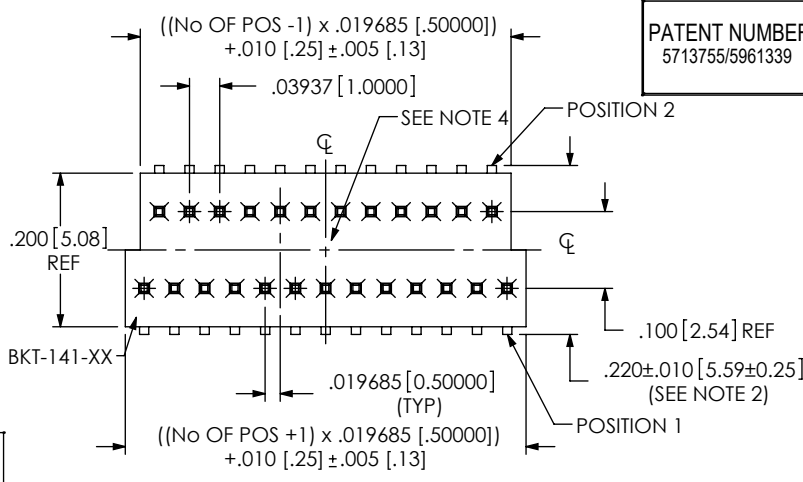 ((No OF POS -1) x .019685 [.50000])
+.010 [.25] ±.005 [.13]
PATENT NUMBER
5713755/5961339
.03937 [1.0000]
SEE NOTE 4
POSITION 2
℄
.200 [5.08]
REF
℄
BKT-141-XX
.100 [2.54] REF
.019685 [0.50000]
(TYP)
.220±.010 [5.59±0.25]
(SEE NOTE 2)
POSITION 1
((No OF POS +1) x .019685 [.50000])
+.010 [.25] ±.005 [.13]